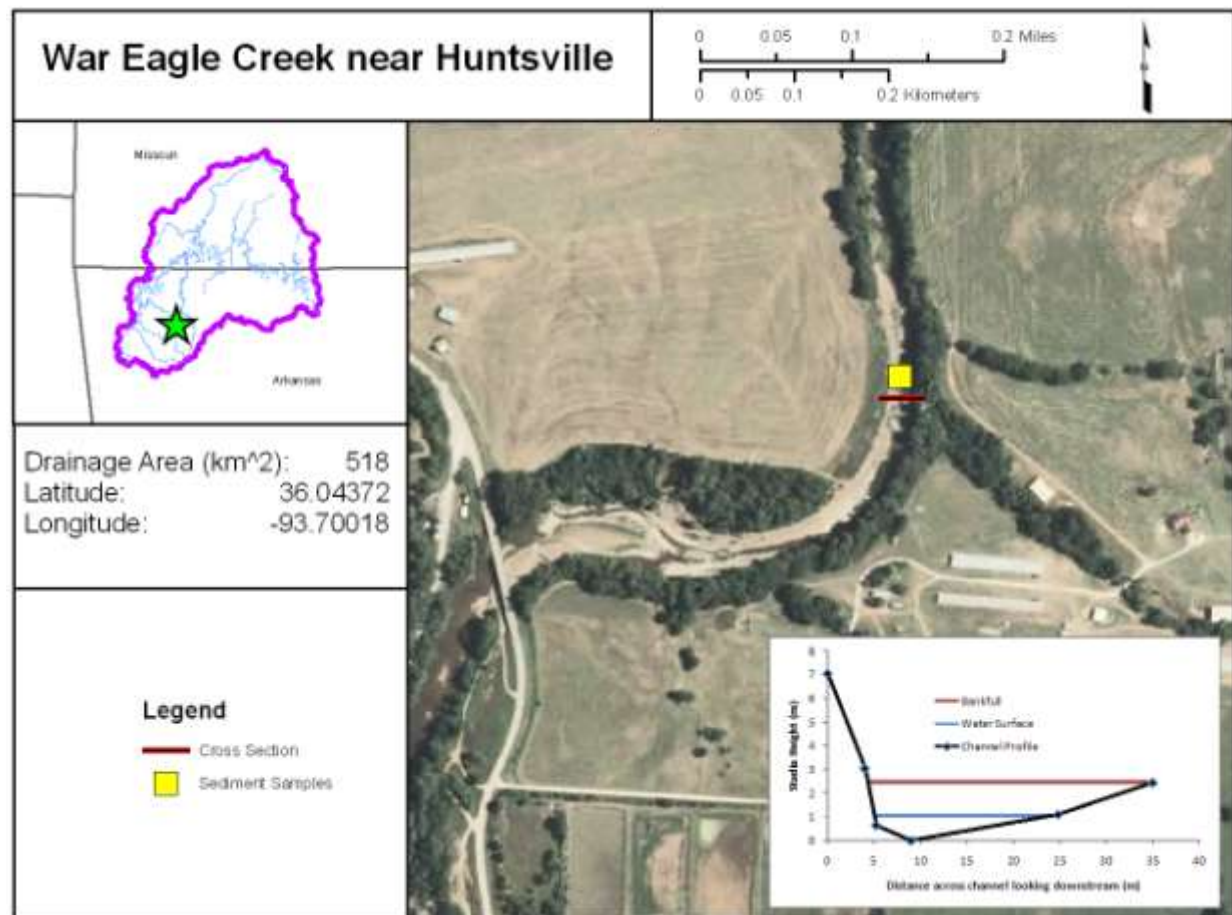 War Eagle Creek near Huntsville
0 0.05 0.1 0.2 Miles
0 0.05 0.1 0.2 Kilometers
Missouri
Arkansas
Drainage Area (km^2): 518
Latitude: 36.04372
Longitude: -93.70018
Legend
Cross Section
Sediment Samples
8
7
6
5
4
3
2
1
0
Stadia Height (m)
Bankfull
Water Surface
Channel Profile
0 5 10 15 20 25 30 35 40
Distance across channel looking downstream (m)